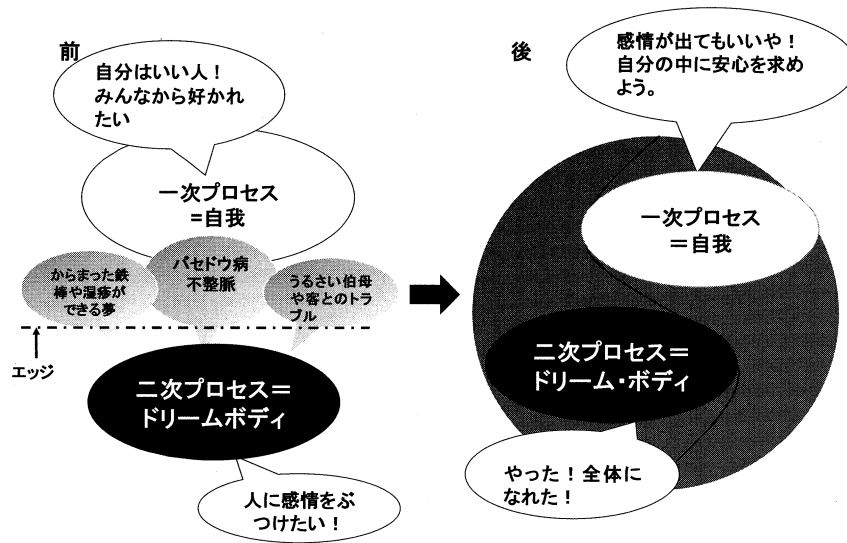 前
自分はいい人！
みんなから好かれ
たい
一次プロセス
=自我
からまった鉄
棒や湿疹が
できる夢
バセドウ病
不整脈
うるさい伯母
や客とのトラ
ブル
エッジ
二次プロセス＝
ドリームボディ
人に感情をぶ
つけたい！
後
感情が出てもいいや！
自分の中に安心を求め
よう。
一次プロセス
＝自我
二次プロセス＝
ドリーム・ボディ
やった！全体に
なれた！